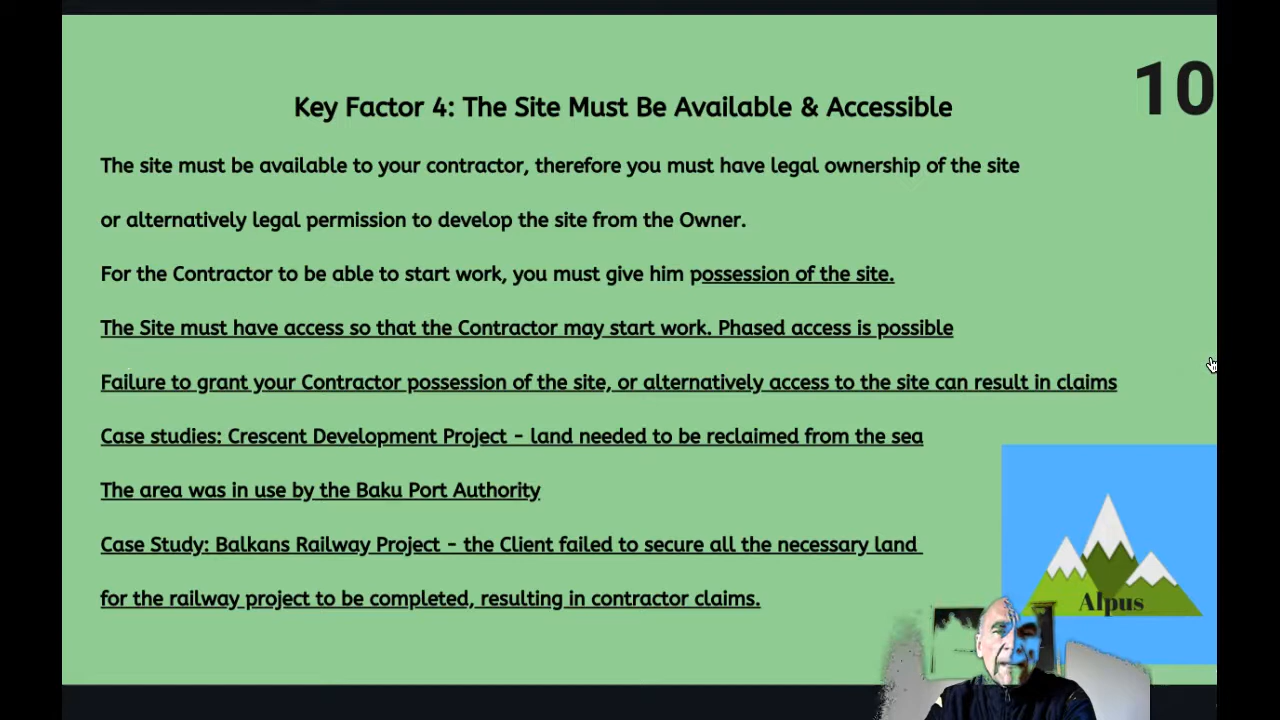 10
Key Factor 4: The Site Must Be Available & Accessible
The site must be available to your contractor, therefore you must have legal ownership of the site
or alternatively legal permission to develop the site from the Owner.
For the Contractor to be able to start work, you must give him possession of the site.
The Site must have access so that the Contractor may start work. Phased access is possible
Failure to grant your Contractor possession of the site, or alternatively access to the site can result in claims
Case studies: Crescent Development Project - land needed to be reclaimed from the sea
The area was in use by the Baku Port Authority
Case Study: Balkans Railway Project - the Client failed to secure all the necessary land
for the railway project to be completed, resulting in contractor claims.
Alpus